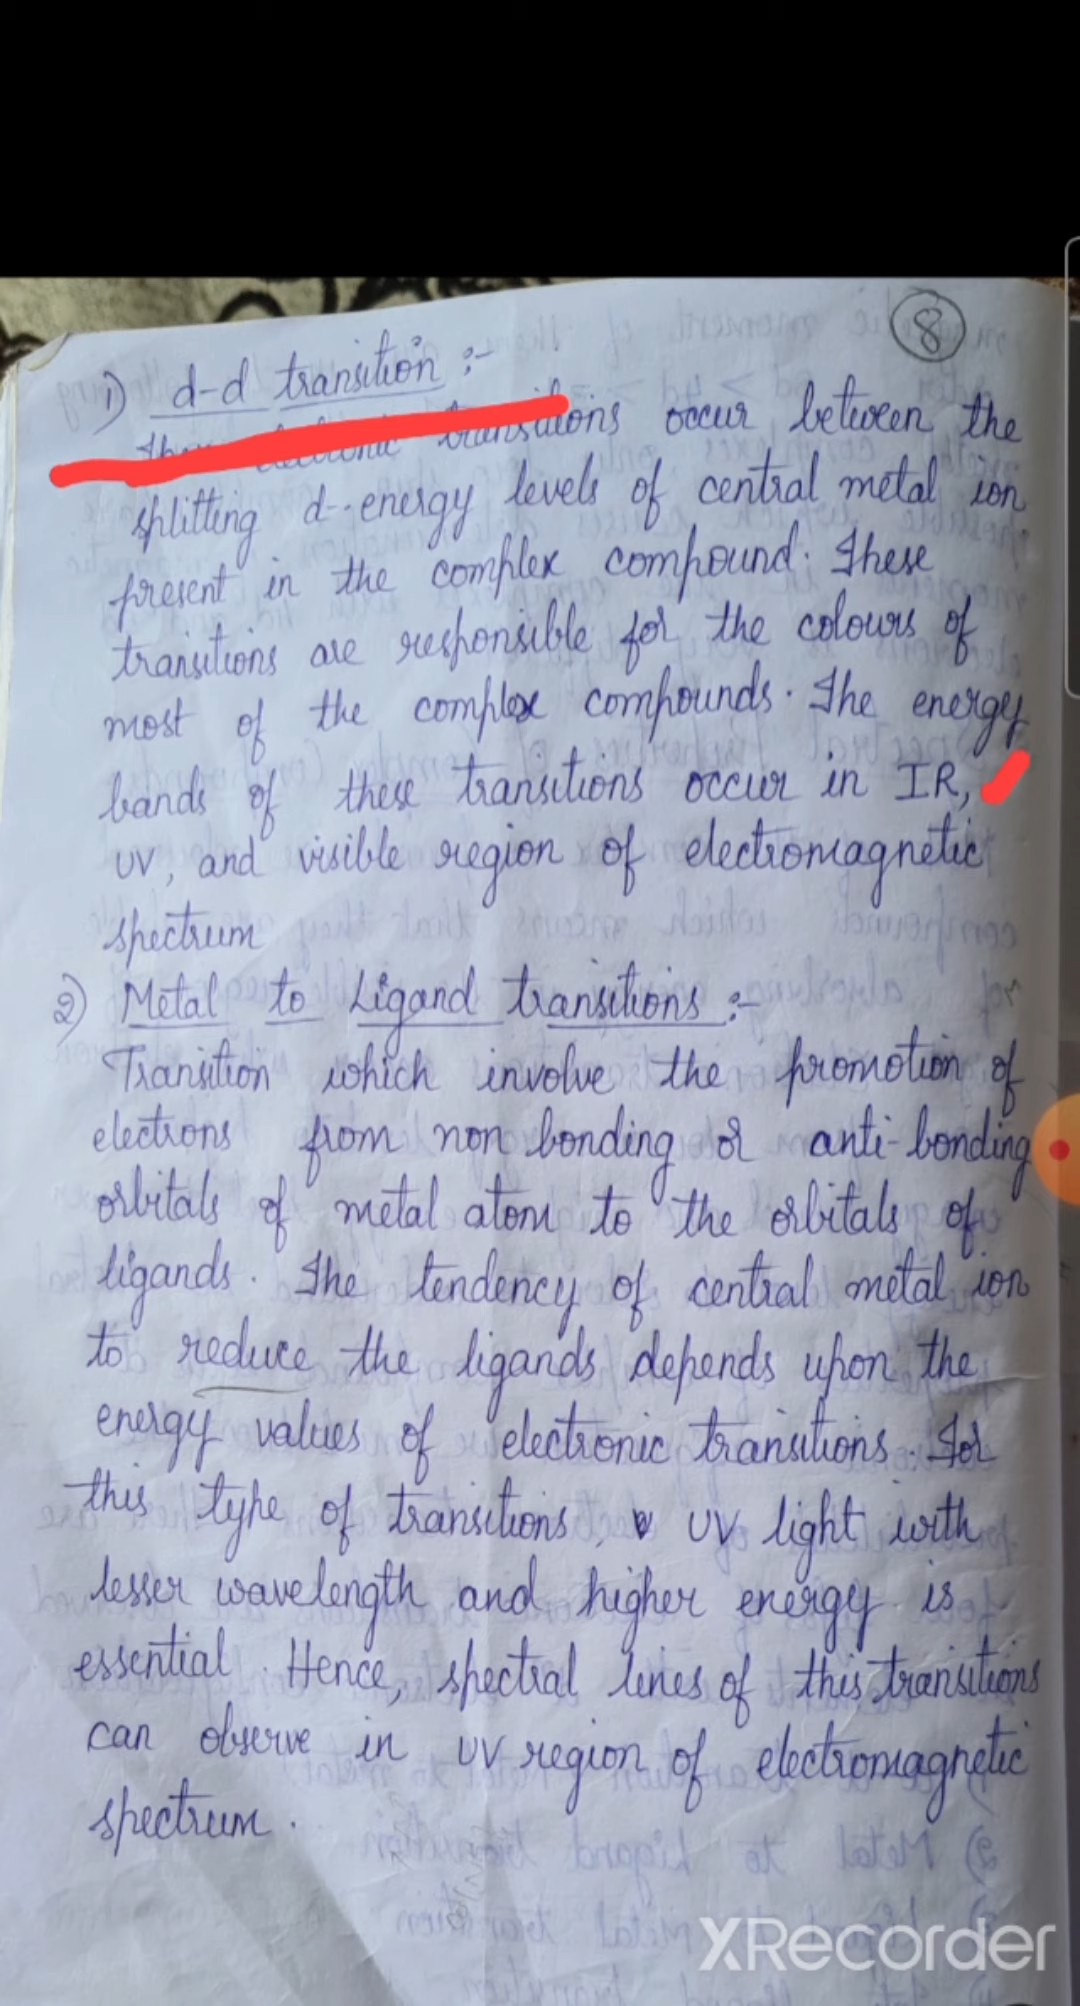 8
1) d-d transition :-
transitions occur between the
splitting d-energy levels of central metal ion
present in the complex compound. These
transitions are responsible for the colours of
most of the complex compounds. The energy
bands of these transitions occur in IR,
UV, and visible region of electromagnetic
spectrum
2) Metal to Ligand transitions :-
Transition which involve the promotion of
electrons from non bonding or anti-bonding
orbitals of metal atom to the orbitals of
ligands. The tendency of central metal ion
to reduce the ligands depends upon the
energy values of electronic transitions. For
this type of transitions, UV light with
lesser wavelength and higher energy is
essential. Hence, spectral lines of this transitions
can observe in UV region of electromagnetic
spectrum.
XRecorder